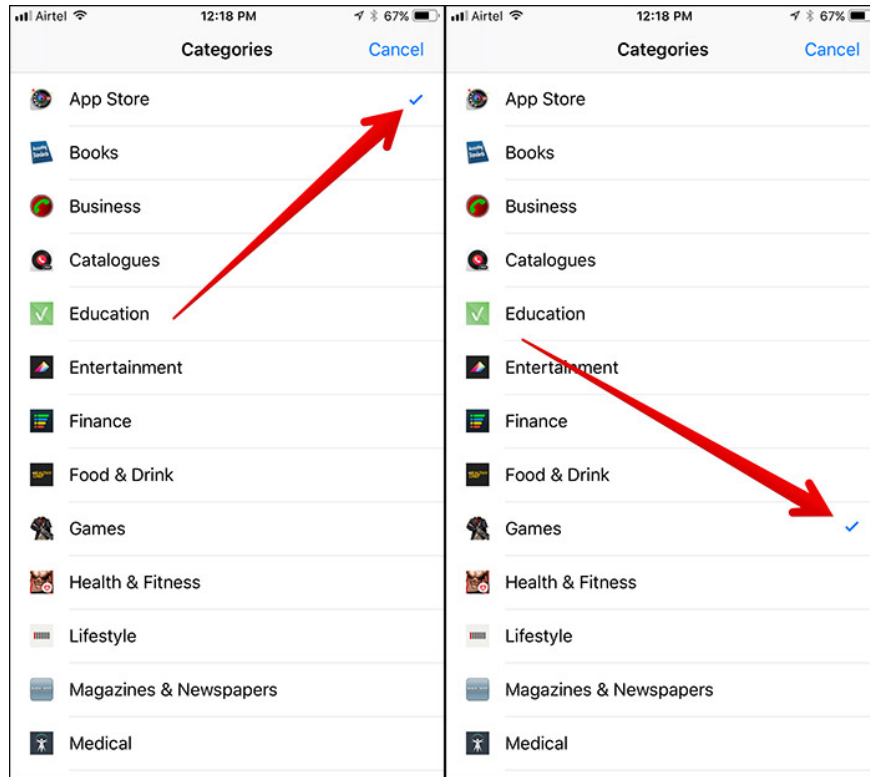 Airtel 12:18 PM 67%
Categories Cancel
App Store
Books
Business
Catalogues
Education
Entertainment
Finance
Food & Drink
Games
Health & Fitness
Lifestyle
Magazines & Newspapers
Medical
Airtel 12:18 PM 67%
Categories Cancel
App Store
Books
Business
Catalogues
Education
Entertainment
Finance
Food & Drink
Games
Health & Fitness
Lifestyle
Magazines & Newspapers
Medical